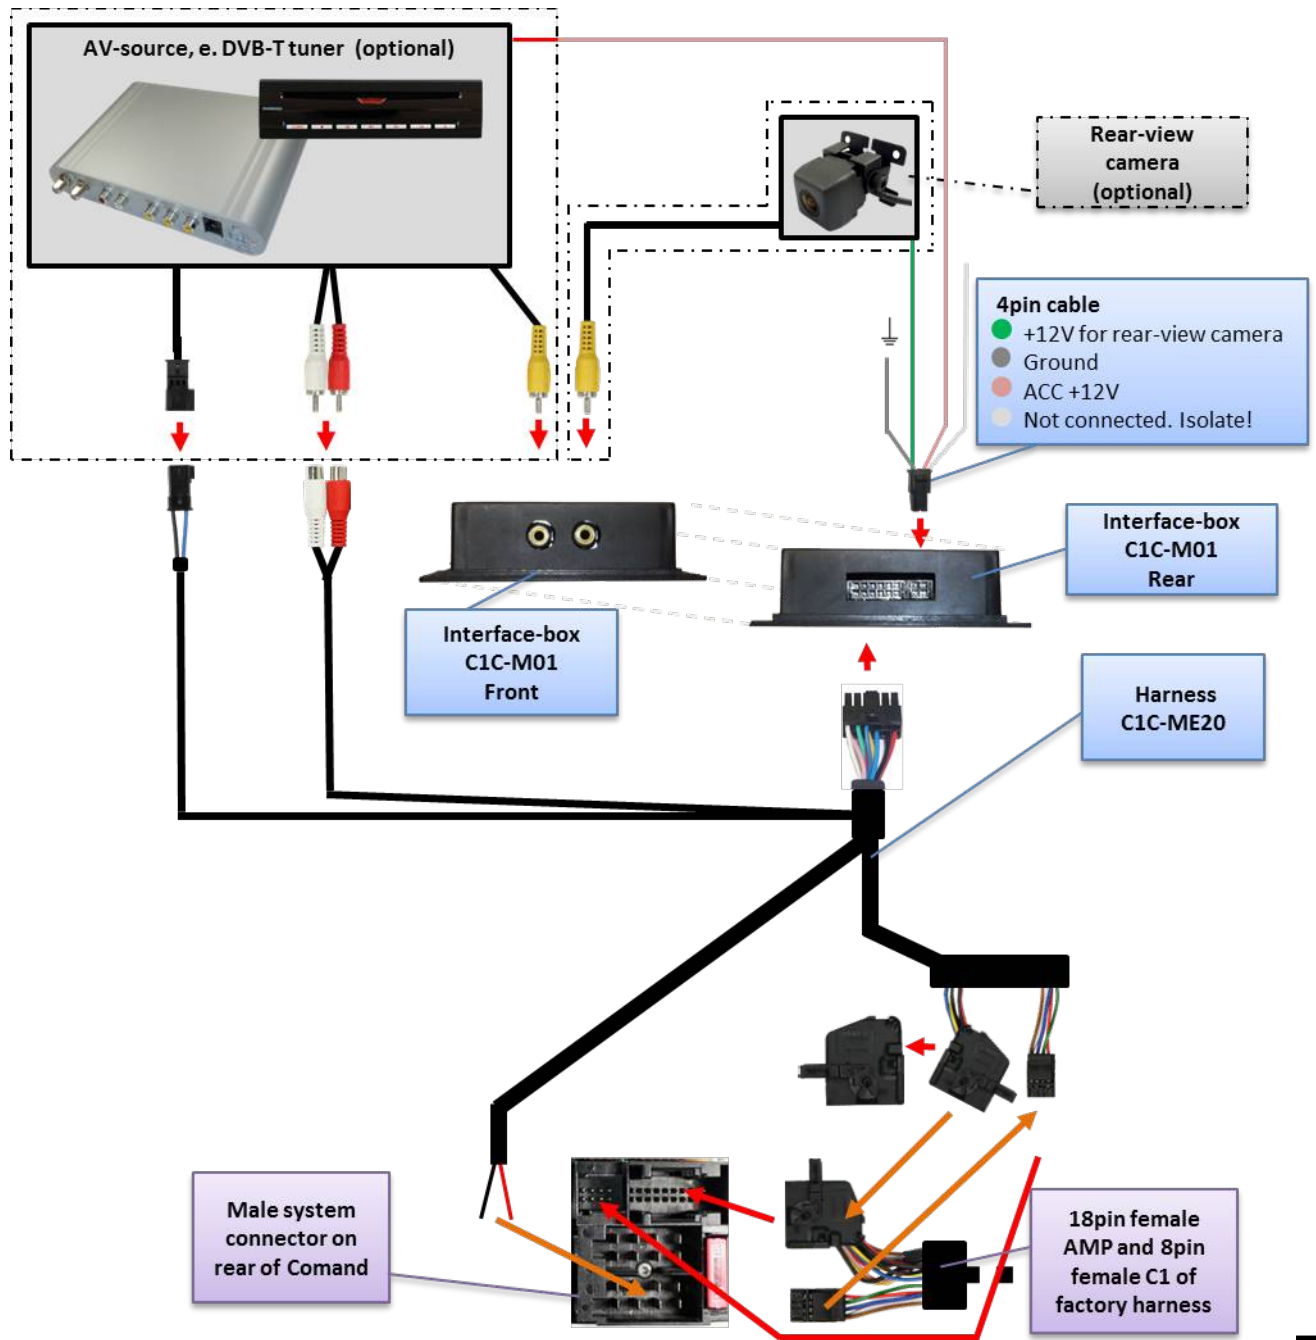 AV-source, e. DVB-T tuner (optional)
Rear-view
camera
(optional)
4pin cable
+12V for rear-view camera
Ground
ACC +12V
Not connected. Isolate!
Interface-box
C1C-M01
Rear
Interface-box
C1C-M01
Front
Harness
C1C-ME20
Male system
connector on
rear of Comand
18pin female
AMP and 8pin
female C1 of
factory harness